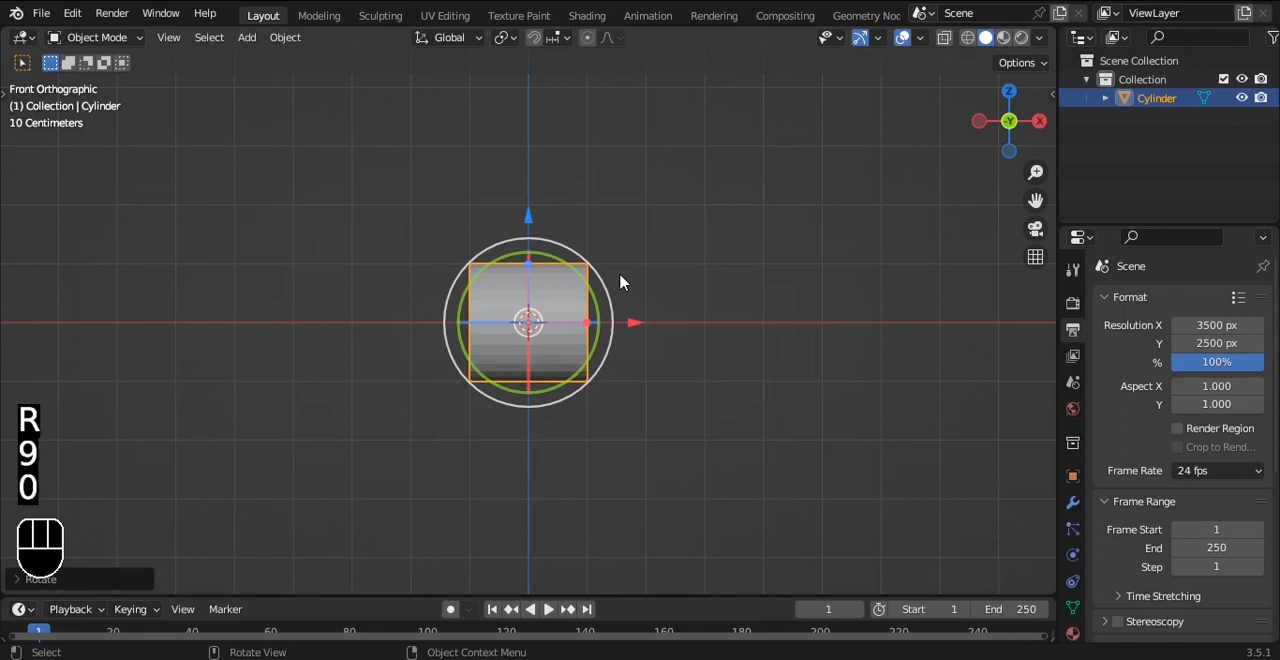 File Edit Render Window Help Layout Modeling Sculpting UV Editing Texture Paint Shading Animation Rendering Compositing Geometry Noc Scene ViewLayer
Object Mode View Select Add Object Global
Options
Front Orthographic
(1) Collection | Cylinder
10 Centimeters
Z
-Y
X
R
9
0
Rotate
Scene Collection
Collection
Cylinder
Scene
Format
Resolution X 3500 px
Y 2500 px
% 100%
Aspect X 1.000
Y 1.000
Render Region
Crop to Rend...
Frame Rate 24 fps
Frame Range
Frame Start 1
End 250
Step 1
Time Stretching
Stereoscopy
Playback Keying View Marker 1 Start 1 End 250
1 20 40 60 80 100 120 140 160 180 200 220 240
Select Rotate View Object Context Menu 3.5.1